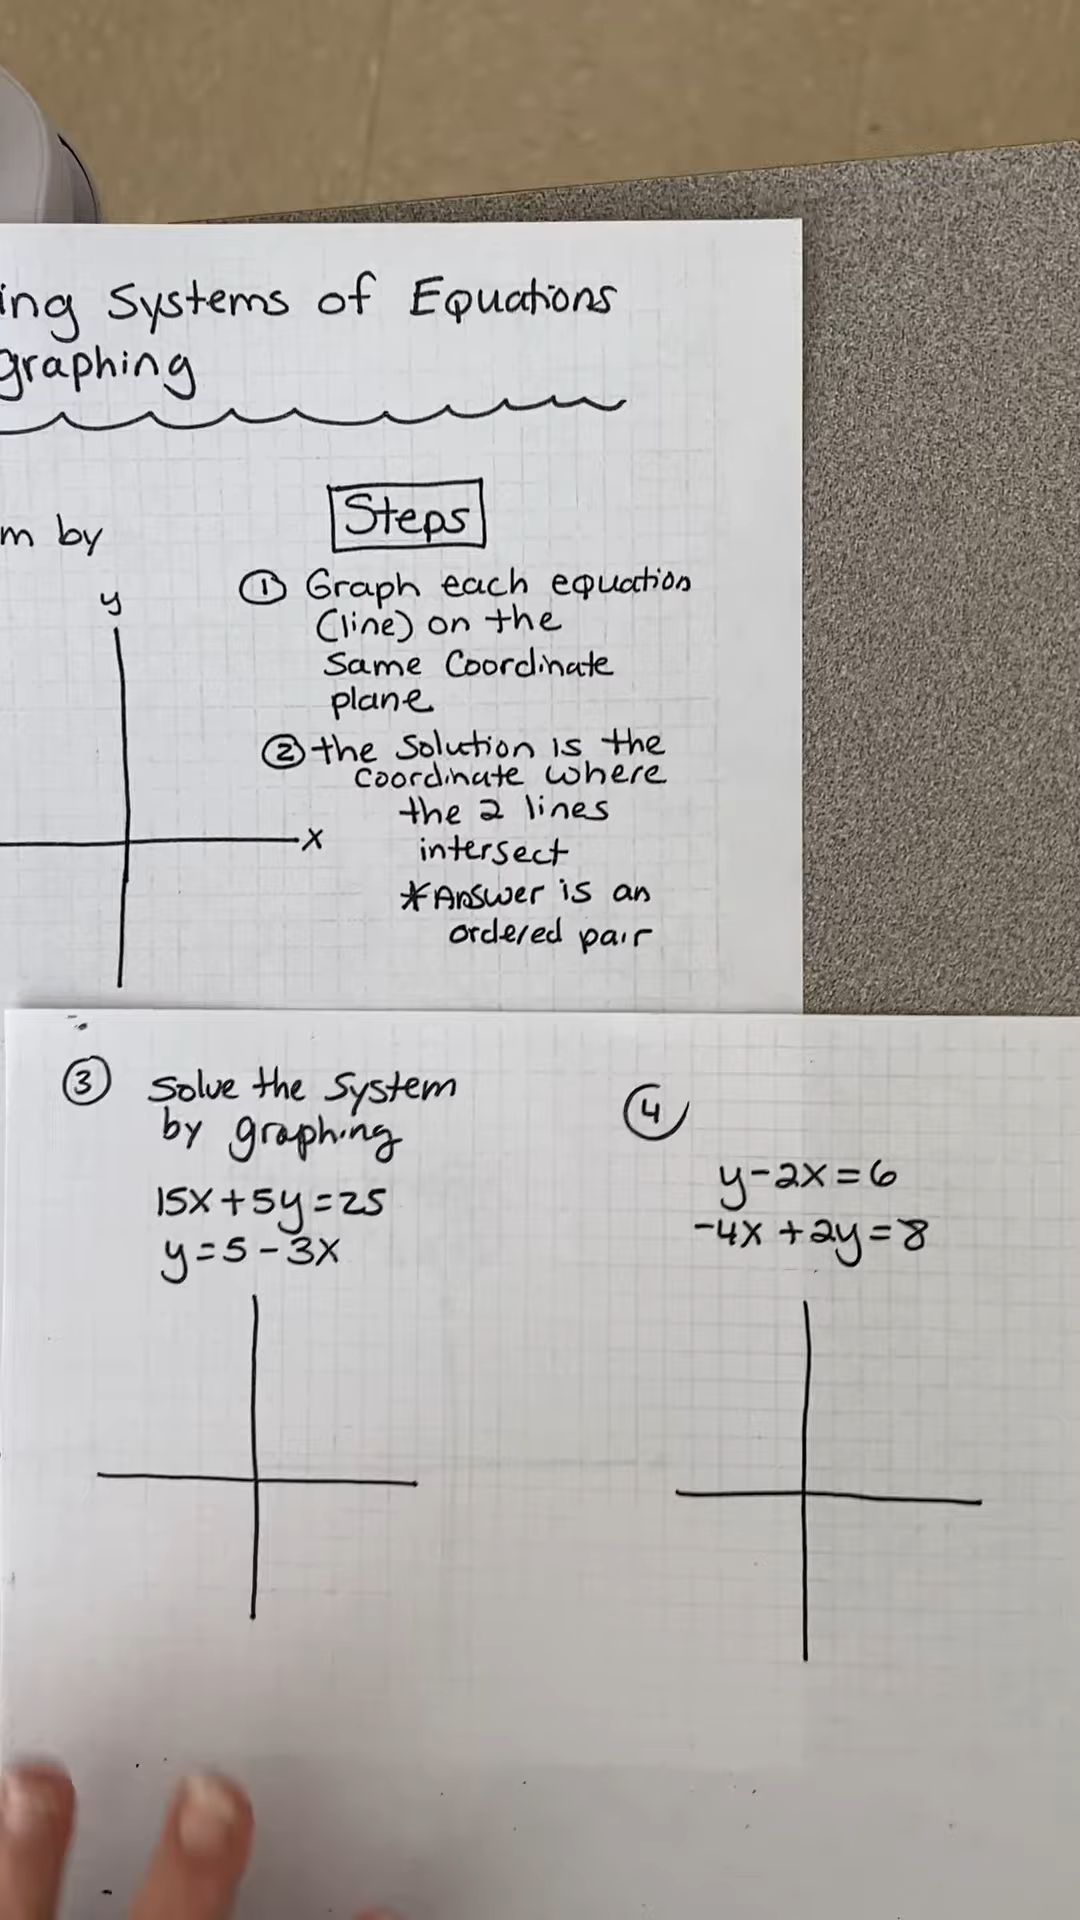 ing Systems of Equations
graphing
m by
Steps
y
① Graph each equation
(line) on the
Same Coordinate
plane
② the Solution is the
Coordinate where
the 2 lines
intersect
x
*Answer is an
ordered pair
③ Solve the System
by graphing
15x+5y=25
y=5-3x
④
y-2x=6
-4x+2y=8